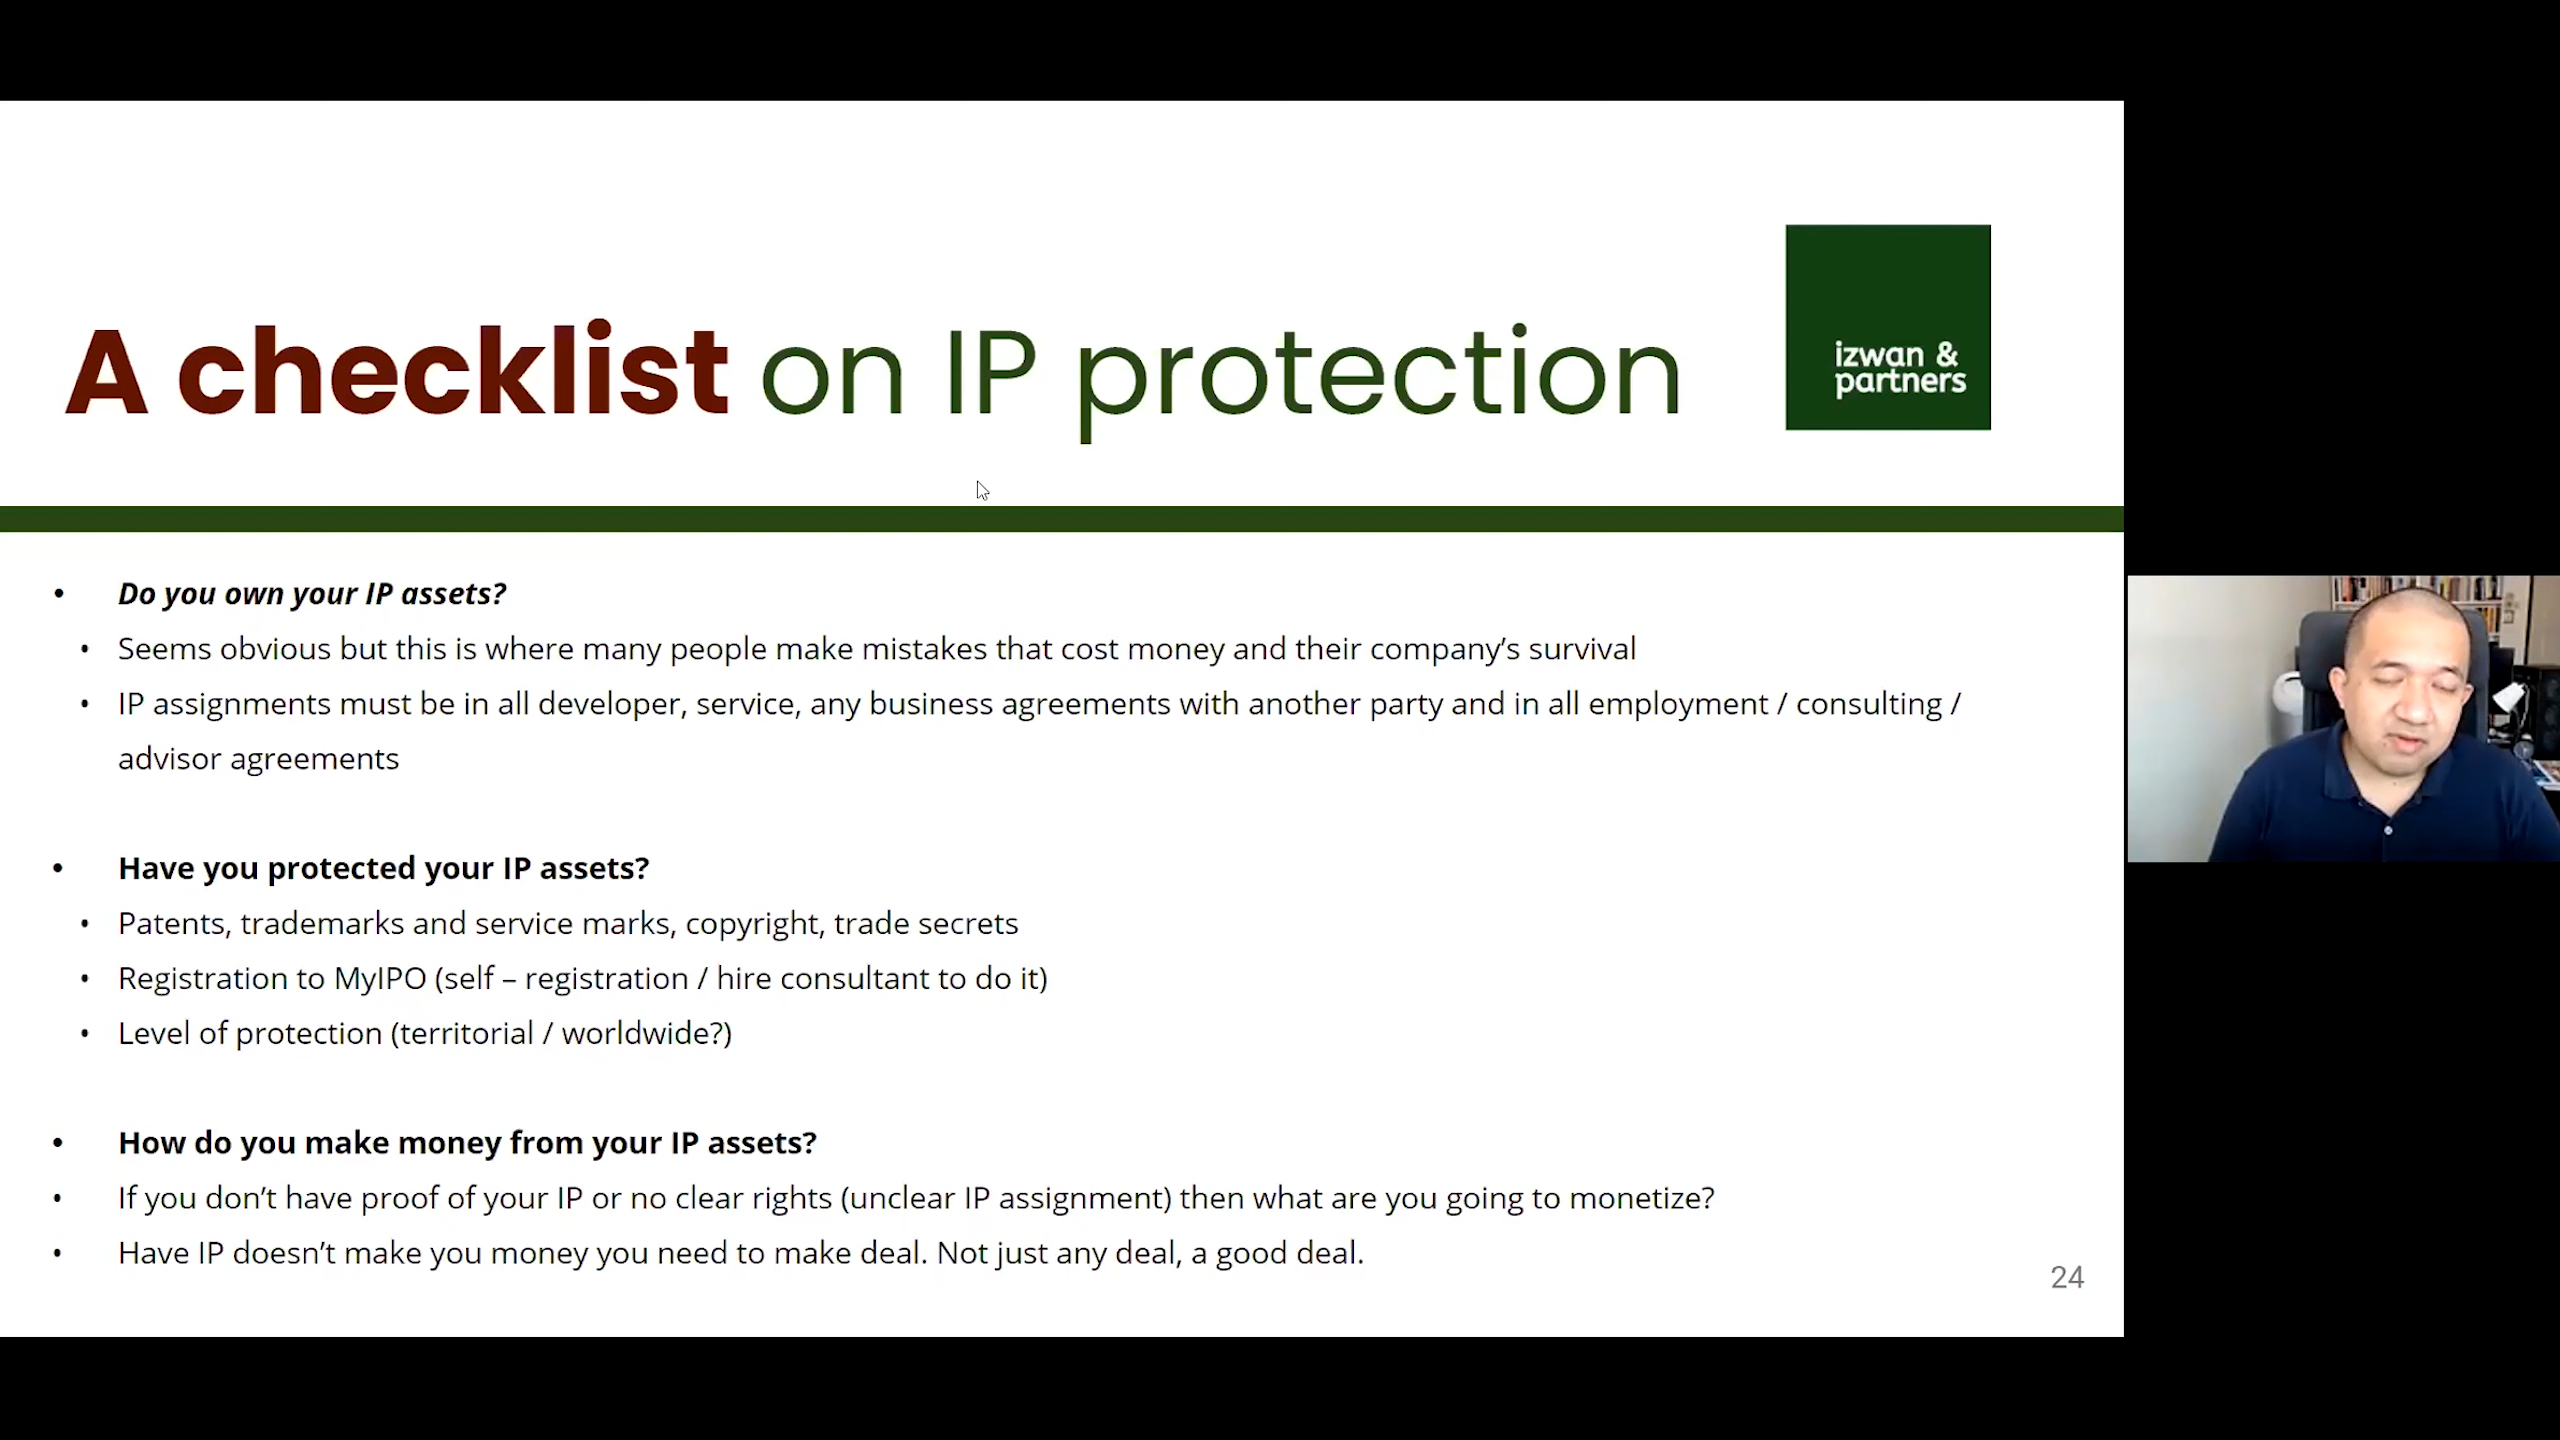 A checklist on IP protection
izwan &
partners
• Do you own your IP assets?
• Seems obvious but this is where many people make mistakes that cost money and their company’s survival
• IP assignments must be in all developer, service, any business agreements with another party and in all employment / consulting /
advisor agreements
• Have you protected your IP assets?
• Patents, trademarks and service marks, copyright, trade secrets
• Registration to MyIPO (self – registration / hire consultant to do it)
• Level of protection (territorial / worldwide?)
• How do you make money from your IP assets?
• If you don’t have proof of your IP or no clear rights (unclear IP assignment) then what are you going to monetize?
• Have IP doesn’t make you money you need to make deal. Not just any deal, a good deal.
24